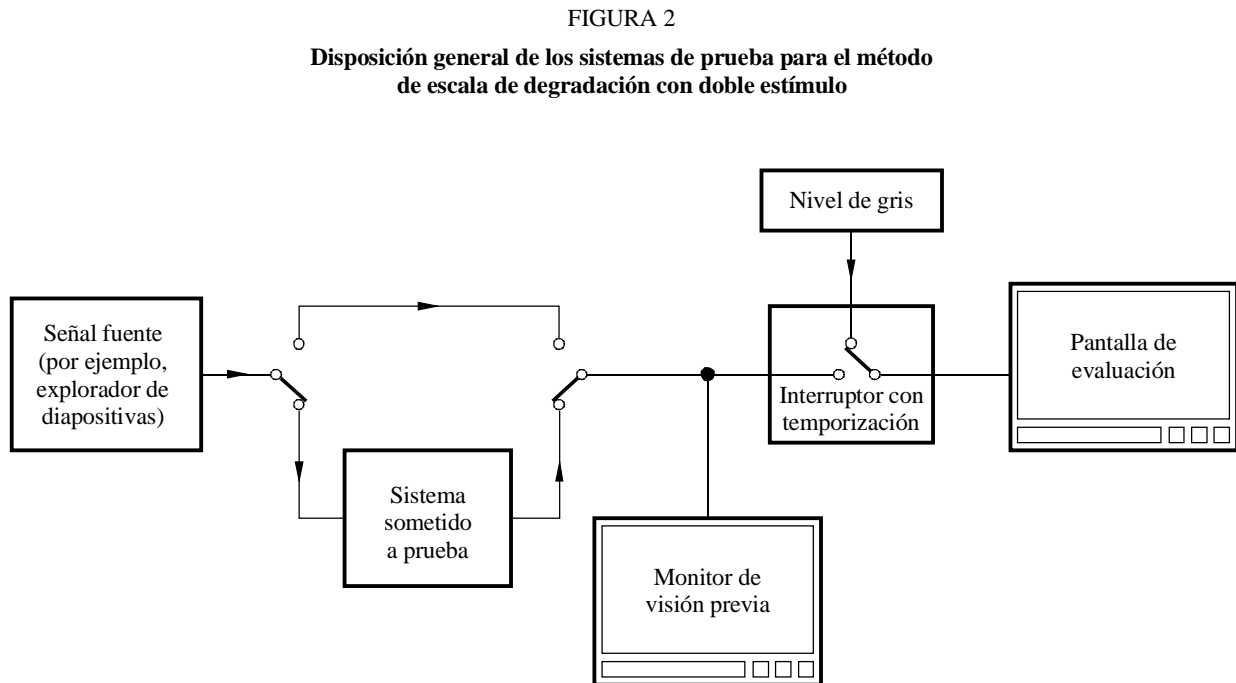 FIGURA 2
Disposición general de los sistemas de prueba para el método
de escala de degradación con doble estímulo
Nivel de gris
Señal fuente
(por ejemplo,
explorador de
diapositivas)
Pantalla de
evaluación
Interruptor con
temporización
Sistema
sometido
a prueba
Monitor de
visión previa